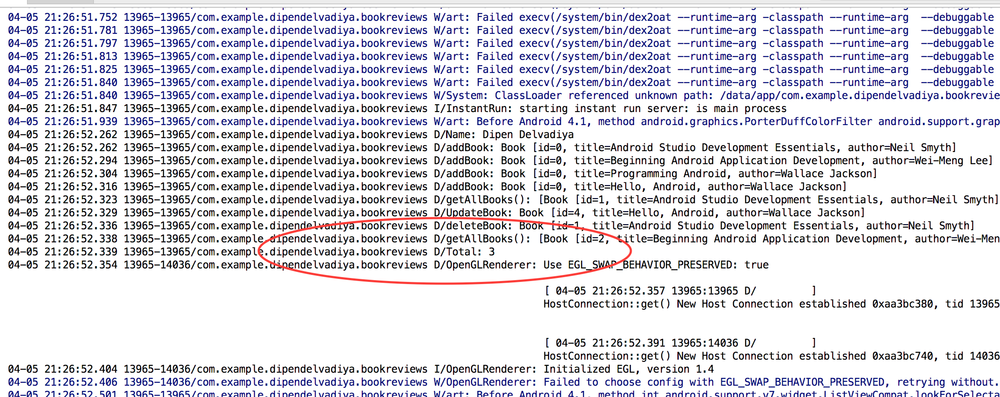 04-05 21:26:51.752 13965-13965/com.example.dipendelvadiya.bookreviews W/art: Failed execv(/system/bin/dex2oat --runtime-arg -classpath --runtime-arg  --debuggable
04-05 21:26:51.781 13965-13965/com.example.dipendelvadiya.bookreviews W/art: Failed execv(/system/bin/dex2oat --runtime-arg -classpath --runtime-arg  --debuggable
04-05 21:26:51.797 13965-13965/com.example.dipendelvadiya.bookreviews W/art: Failed execv(/system/bin/dex2oat --runtime-arg -classpath --runtime-arg  --debuggable
04-05 21:26:51.813 13965-13965/com.example.dipendelvadiya.bookreviews W/art: Failed execv(/system/bin/dex2oat --runtime-arg -classpath --runtime-arg  --debuggable
04-05 21:26:51.825 13965-13965/com.example.dipendelvadiya.bookreviews W/art: Failed execv(/system/bin/dex2oat --runtime-arg -classpath --runtime-arg  --debuggable
04-05 21:26:51.840 13965-13965/com.example.dipendelvadiya.bookreviews W/art: Failed execv(/system/bin/dex2oat --runtime-arg -classpath --runtime-arg  --debuggable
04-05 21:26:51.840 13965-13965/com.example.dipendelvadiya.bookreviews W/System: ClassLoader referenced unknown path: /data/app/com.example.dipendelvadiya.bookrevie
04-05 21:26:51.847 13965-13965/com.example.dipendelvadiya.bookreviews I/InstantRun: starting instant run server: is main process
04-05 21:26:51.939 13965-13965/com.example.dipendelvadiya.bookreviews W/art: Before Android 4.1, method android.graphics.PorterDuffColorFilter android.support.grap
04-05 21:26:52.262 13965-13965/com.example.dipendelvadiya.bookreviews D/Name: Dipen Delvadiya
04-05 21:26:52.262 13965-13965/com.example.dipendelvadiya.bookreviews D/addBook: Book [id=0, title=Android Studio Development Essentials, author=Neil Smyth]
04-05 21:26:52.294 13965-13965/com.example.dipendelvadiya.bookreviews D/addBook: Book [id=0, title=Beginning Android Application Development, author=Wei-Meng Lee]
04-05 21:26:52.304 13965-13965/com.example.dipendelvadiya.bookreviews D/addBook: Book [id=0, title=Programming Android, author=Wallace Jackson]
04-05 21:26:52.316 13965-13965/com.example.dipendelvadiya.bookreviews D/addBook: Book [id=0, title=Hello, Android, author=Wallace Jackson]
04-05 21:26:52.323 13965-13965/com.example.dipendelvadiya.bookreviews D/getAllBooks(): [Book [id=1, title=Android Studio Development Essentials, author=Neil Smyth]
04-05 21:26:52.329 13965-13965/com.example.dipendelvadiya.bookreviews D/UpdateBook: Book [id=4, title=Hello, Android, author=Wallace Jackson]
04-05 21:26:52.336 13965-13965/com.example.dipendelvadiya.bookreviews D/deleteBook: Book [id=1, title=Android Studio Development Essentials, author=Neil Smyth]
04-05 21:26:52.338 13965-13965/com.example.dipendelvadiya.bookreviews D/getAllBooks(): [Book [id=2, title=Beginning Android Application Development, author=Wei-Men
04-05 21:26:52.339 13965-13965/com.example.dipendelvadiya.bookreviews D/Total: 3
04-05 21:26:52.354 13965-14036/com.example.dipendelvadiya.bookreviews D/OpenGLRenderer: Use EGL_SWAP_BEHAVIOR_PRESERVED: true
[ 04-05 21:26:52.357 13965:13965 D/         ]
HostConnection::get() New Host Connection established 0xaa3bc380, tid 13965
[ 04-05 21:26:52.391 13965:14036 D/         ]
HostConnection::get() New Host Connection established 0xaa3bc740, tid 14036
04-05 21:26:52.404 13965-14036/com.example.dipendelvadiya.bookreviews I/OpenGLRenderer: Initialized EGL, version 1.4
04-05 21:26:52.406 13965-14036/com.example.dipendelvadiya.bookreviews W/OpenGLRenderer: Failed to choose config with EGL_SWAP_BEHAVIOR_PRESERVED, retrying without.
04-05 21:26:52.501 13965-13965/com.example.dipendelvadiya.bookreviews W/art: Before Android 4.1, method int android.support.v7.widget.ListViewCompat.lookForSelecta